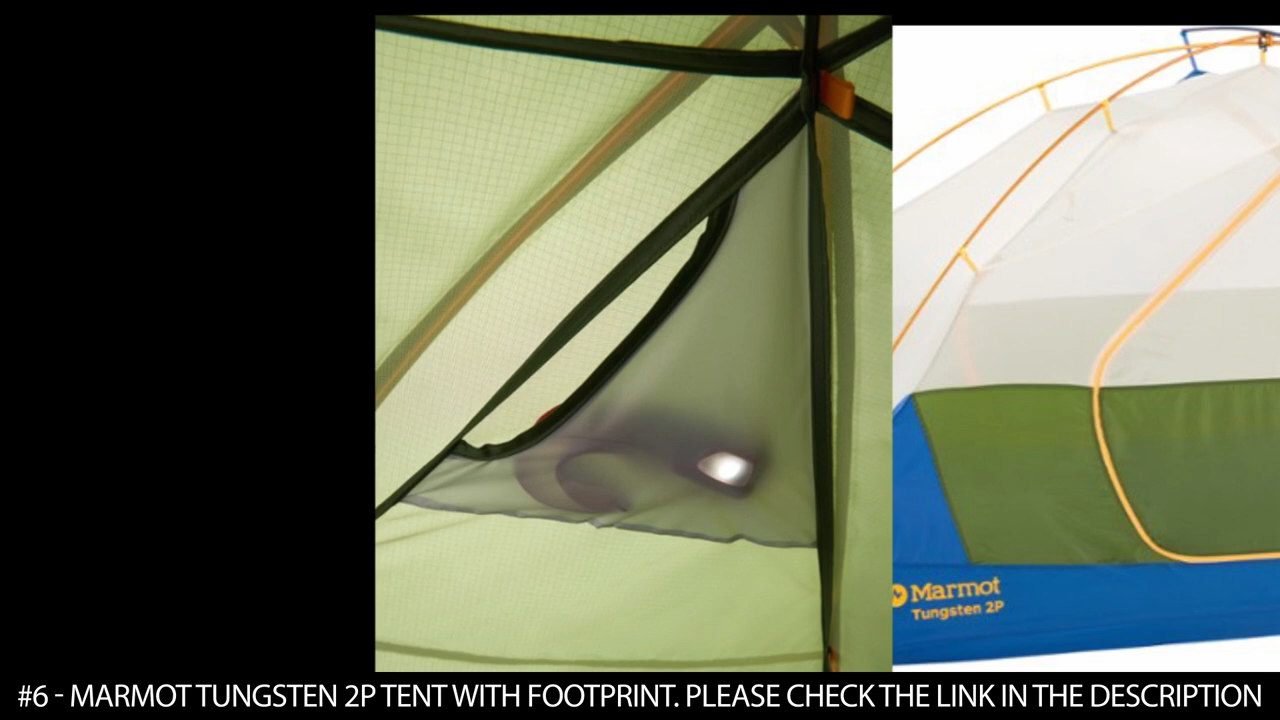 Marmot
Tungsten 2P
#6 - MARMOT TUNGSTEN 2P TENT WITH FOOTPRINT. PLEASE CHECK THE LINK IN THE DESCRIPTION